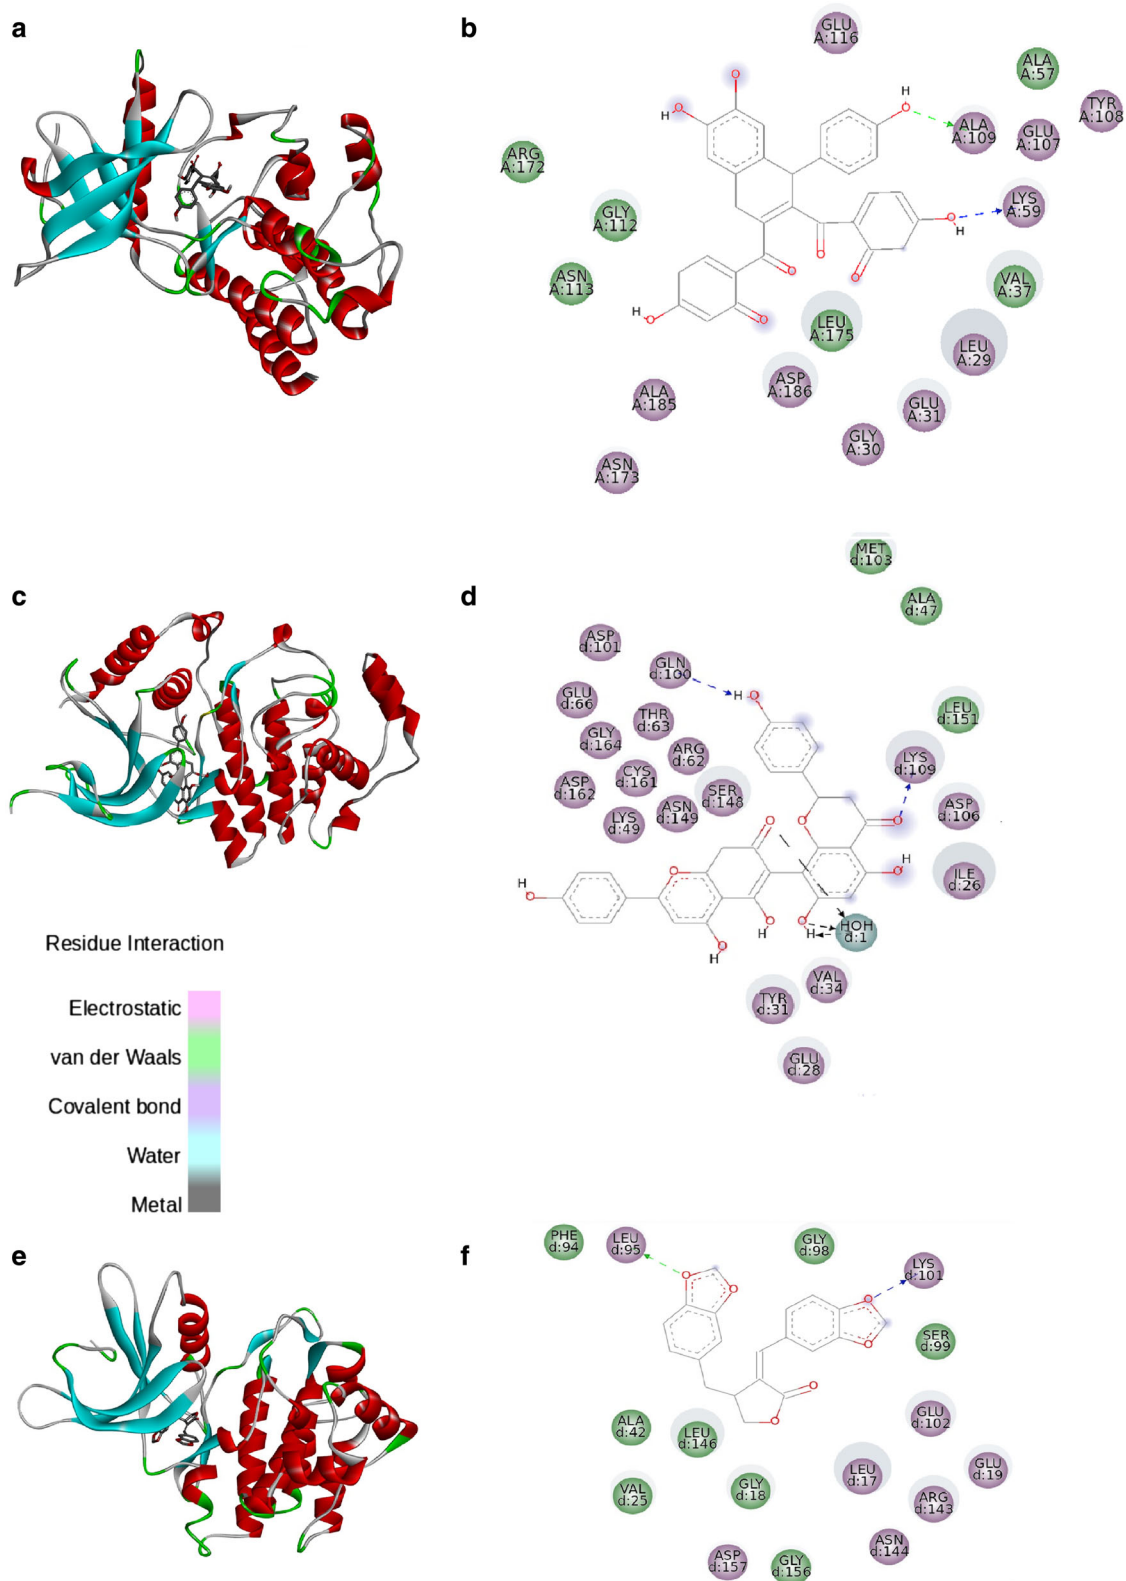 a
b
GLU
A:116
ALA
A:57
TYR
A:108
ALA
A:109
GLU
A:107
ARG
A:172
LYS
A:59
GLY
A:112
ASN
A:113
VAL
A:37
LEU
A:175
LEU
A:29
ASP
A:186
ALA
A:185
GLU
A:31
GLY
A:30
ASN
A:173
H
O
O
H
O
O
H
O
O
O
H
O
O
c
d
MET
d:103
ALA
d:47
ASP
d:101
GLN
d:100
GLU
d:66
THR
d:63
GLY
d:164
ARG
d:62
CYS
d:161
ASP
d:162
SER
d:148
ASN
d:149
LYS
d:49
LEU
d:151
LYS
d:109
ASP
d:106
ILE
d:26
HOH
d:1
VAL
d:34
TYR
d:31
GLU
d:28
H O
O
O
O
H
O
O
H
O
O
O
H
H
O
H
Residue Interaction
Electrostatic
van der Waals
Covalent bond
Water
Metal
e
f
PHE
d:94
LEU
d:95
GLY
d:98
LYS
d:101
SER
d:99
GLU
d:102
ALA
d:42
LEU
d:146
LEU
d:17
GLU
d:19
VAL
d:25
GLY
d:18
ARG
d:143
ASN
d:144
ASP
d:157
GLY
d:156
O
O
O
O
O
O